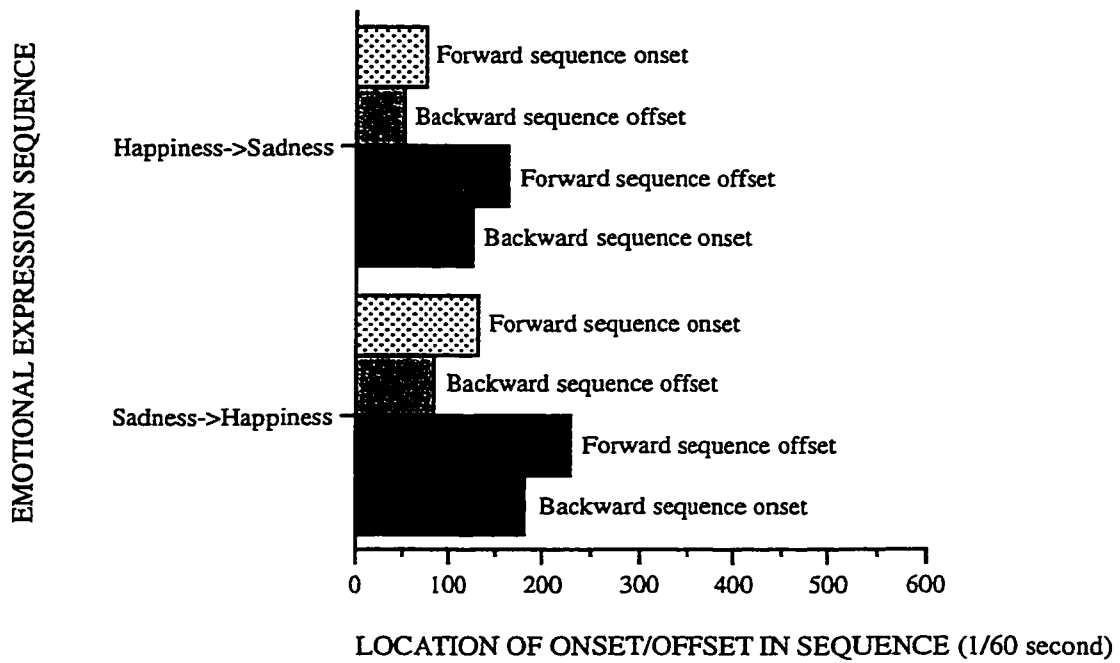 EMOTIONAL EXPRESSION SEQUENCE
Forward sequence onset
Backward sequence offset
Happiness->Sadness
Forward sequence offset
Backward sequence onset
Forward sequence onset
Backward sequence offset
Sadness->Happiness
Forward sequence offset
Backward sequence onset
0 100 200 300 400 500 600
LOCATION OF ONSET/OFFSET IN SEQUENCE (1/60 second)